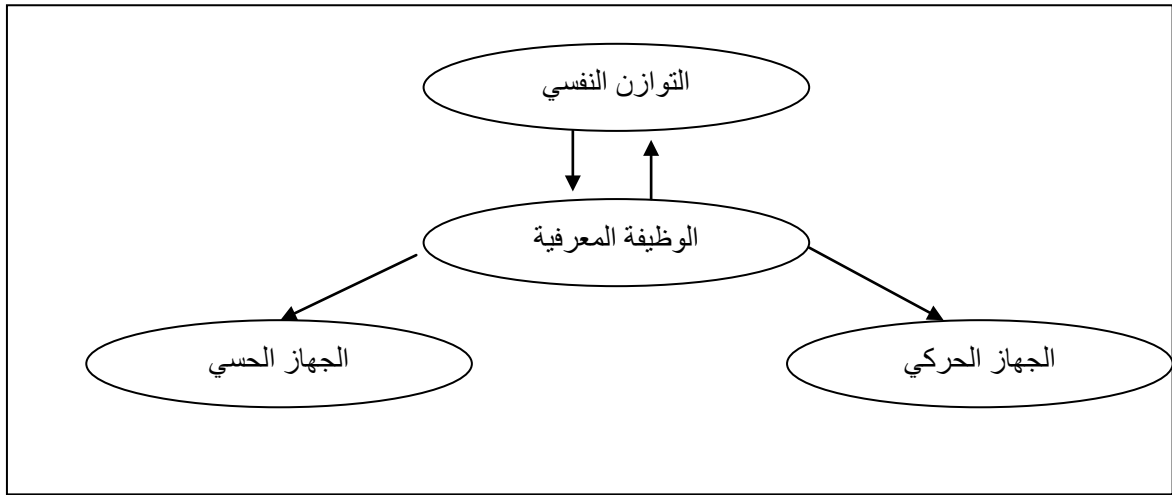 التوازن النفسي
الوظيفة المعرفية
الجهاز الحركي
الجهاز الحسي